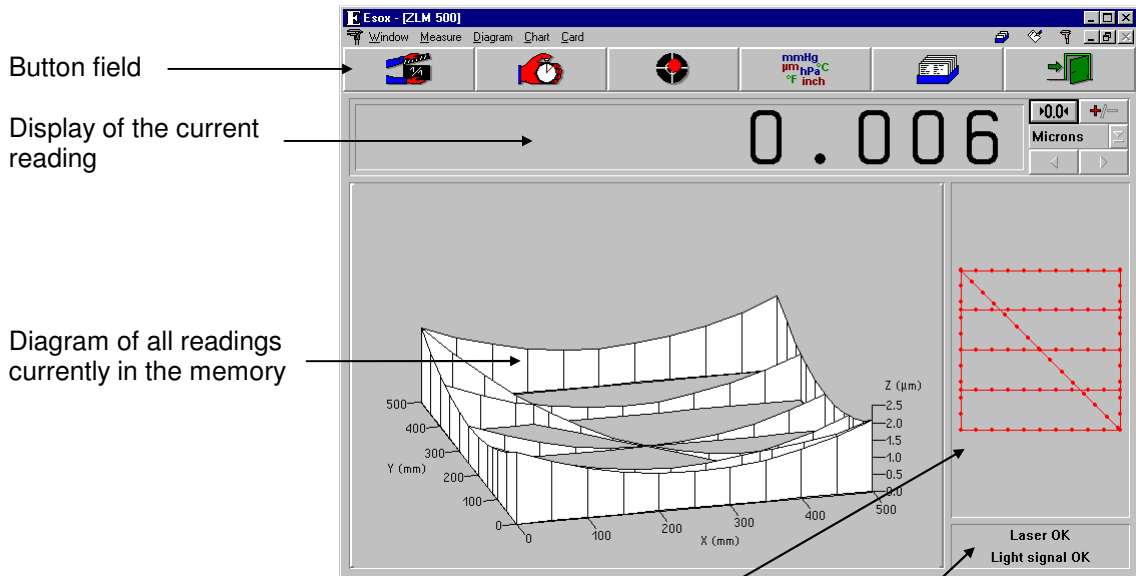 Esox - [ZLM 500]
Window Measure Diagram Chart Card
Button field
1/1
mmHg
µm hPa °C
°F inch
Display of the current
reading
0.006
0.0
+/-
Microns
Diagram of all readings
currently in the memory
Z (µm)
2.5
2.0
1.5
1.0
0.5
0.0
500
400
300
200
100
0
Y (mm)
0
100
200
300
400
500
X (mm)
Laser OK
Light signal OK